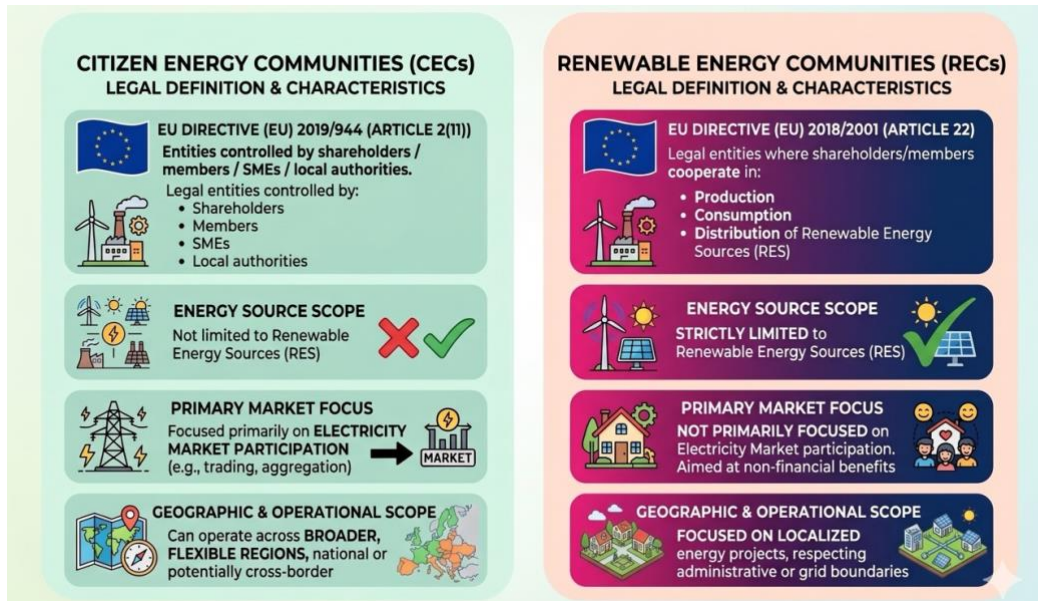 CITIZEN ENERGY COMMUNITIES (CECs)
LEGAL DEFINITION & CHARACTERISTICS
EU DIRECTIVE (EU) 2019/944 (ARTICLE 2(11))
Entities controlled by shareholders /
members / SMEs / local authorities.
Legal entities controlled by:
• Shareholders
• Members
• SMEs
• Local authorities
ENERGY SOURCE SCOPE
Not limited to Renewable
Energy Sources (RES)
PRIMARY MARKET FOCUS
Focused primarily on ELECTRICITY
MARKET PARTICIPATION
(e.g., trading, aggregation)
MARKET
GEOGRAPHIC & OPERATIONAL SCOPE
Can operate across BROADER,
FLEXIBLE REGIONS, national or
potentially cross-border
RENEWABLE ENERGY COMMUNITIES (RECs)
LEGAL DEFINITION & CHARACTERISTICS
EU DIRECTIVE (EU) 2018/2001 (ARTICLE 22)
Legal entities where shareholders/members
cooperate in:
• Production
• Consumption
• Distribution of Renewable Energy
Sources (RES)
ENERGY SOURCE SCOPE
STRICTLY LIMITED to
Renewable Energy Sources (RES)
PRIMARY MARKET FOCUS
NOT PRIMARILY FOCUSED on
Electricity Market participation.
Aimed at non-financial benefits
GEOGRAPHIC & OPERATIONAL SCOPE
FOCUSED ON LOCALIZED
energy projects, respecting
administrative or grid boundaries